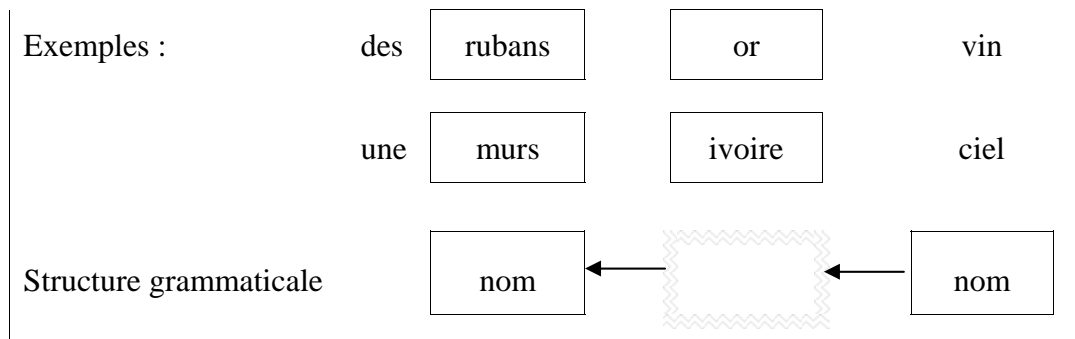 Exemples : des rubans or vin
une murs ivoire ciel
Structure grammaticale nom nom